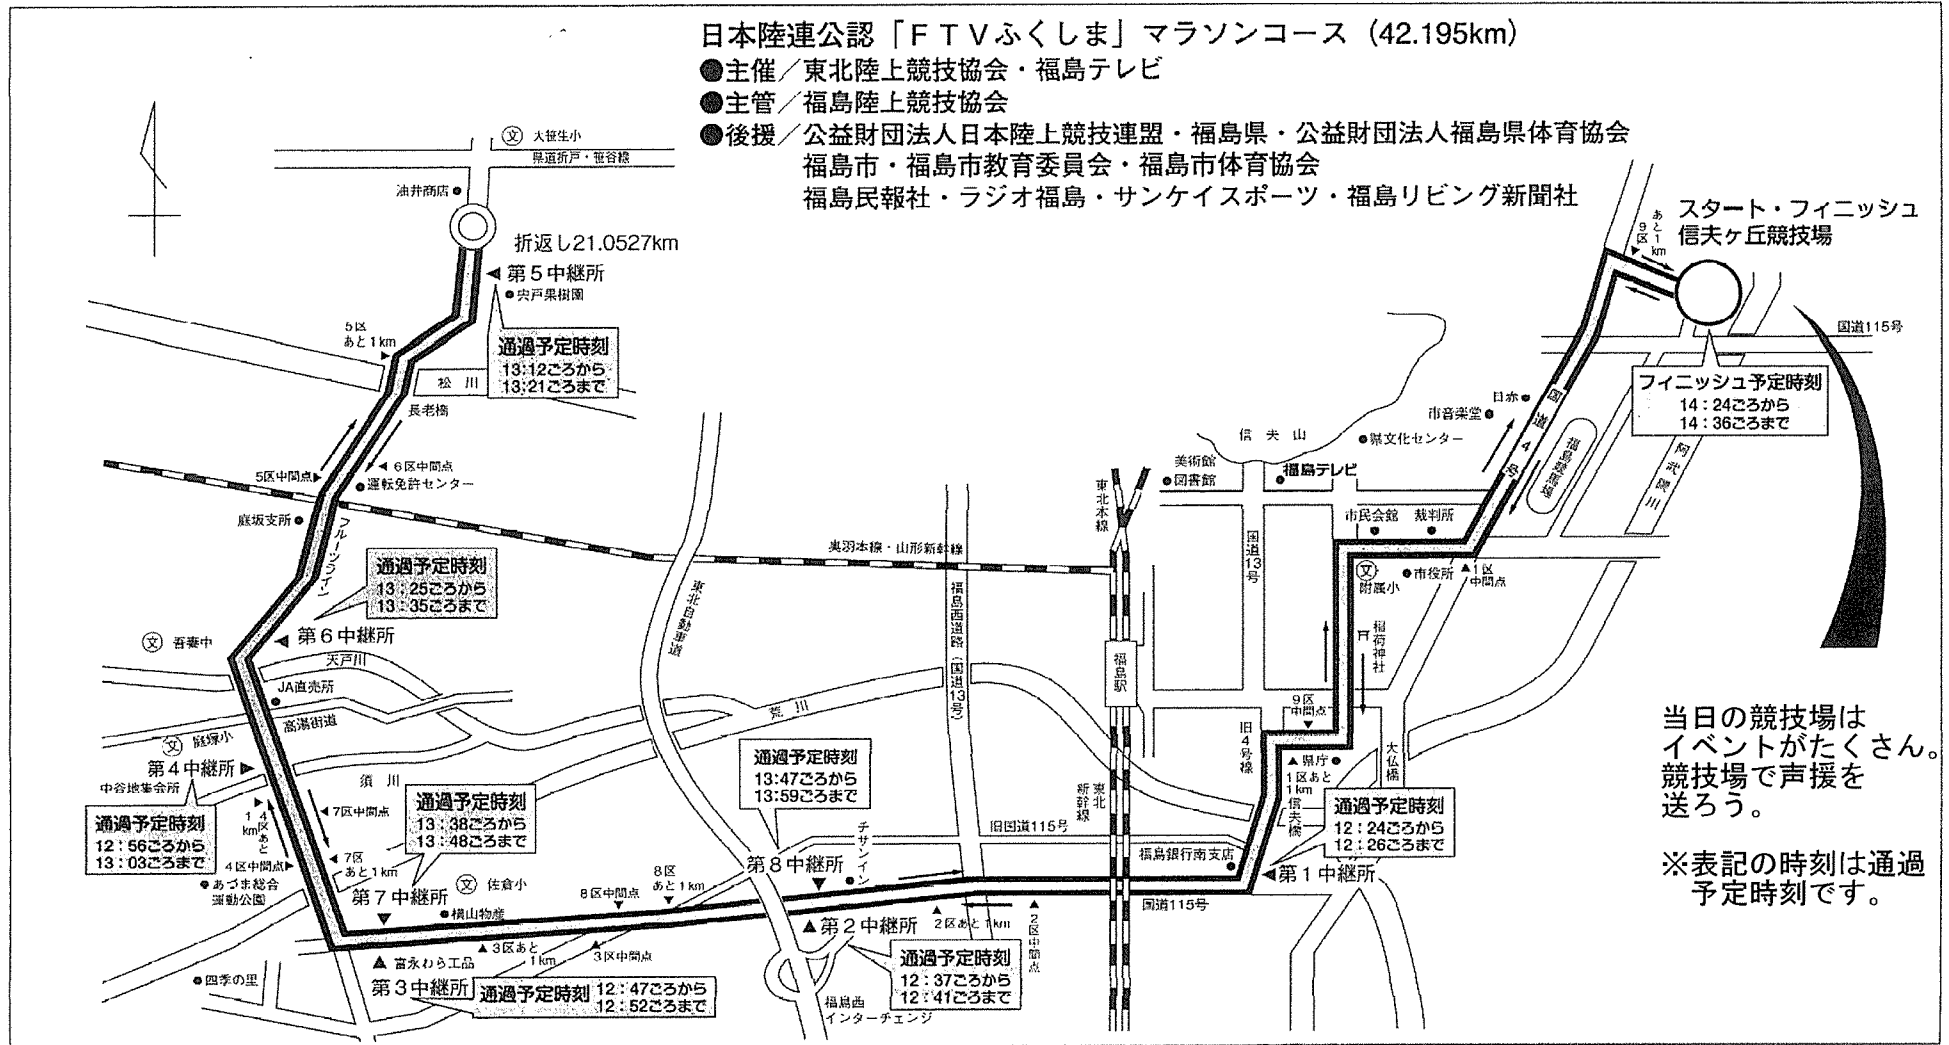 日本陸連公認「FTVふくしま」マラソンコース(42.195km)
●主催/東北陸上競技協会・福島テレビ
●主管/福島陸上競技協会
●後援/公益財団法人日本陸上競技連盟・福島県・公益財団法人福島県体育協会
福島市・福島市教育委員会・福島市体育協会
福島民報社・ラジオ福島・サンケイスポーツ・福島リビング新聞社
文 大笹生小
県道折戸・笹谷線
油井商店
折返し21.0527km
第5中継所
宍戸果樹園
通過予定時刻
13:12ごろから
13:21ごろまで
5区
あと1km
松川
長老橋
5区中間点
6区中間点
運転免許センター
庭坂支所
フルーツライン
奥羽本線・山形新幹線
通過予定時刻
13:25ごろから
13:35ごろまで
第6中継所
文 吾妻中
天戸川
JA直売所
高湯街道
文 庭塚小
第4中継所
中谷地集会所
通過予定時刻
12:56ごろから
13:03ごろまで
須川
荒川
4区あと
1km
7区中間点
4区中間点
7区
あと1km
あづま総合
運動公園
通過予定時刻
13:38ごろから
13:48ごろまで
第7中継所
文 佐倉小
横山物産
四季の里
富永わら工品
第3中継所
通過予定時刻
12:47ごろから
12:52ごろまで
3区あと
1km
3区中間点
8区中間点
8区
あと1km
東北自動車道
通過予定時刻
13:47ごろから
13:59ごろまで
第8中継所
チサンイン
第2中継所
通過予定時刻
12:37ごろから
12:41ごろまで
福島西
インターチェンジ
2区あと1km
2区中間点
福島西道路(国道13号)
旧国道115号
国道115号
東北本線
福島駅
東北
新幹線
福島銀行南支店
第1中継所
通過予定時刻
12:24ごろから
12:26ごろまで
旧4号線
9区
中間点
県庁
1区あと
1km
信夫橋
大仏橋
稲荷神社
国道13号
美術館
図書館
信夫山
福島テレビ
県文化センター
市音楽堂
日赤
国道4号
福島競馬場
阿武隈川
市民会館
裁判所
文
附属小
市役所
1区
中間点
あと1km
9区
スタート・フィニッシュ
信夫ヶ丘競技場
国道115号
フィニッシュ予定時刻
14:24ごろから
14:36ごろまで
当日の競技場は
イベントがたくさん。
競技場で声援を
送ろう。
※表記の時刻は通過
予定時刻です。